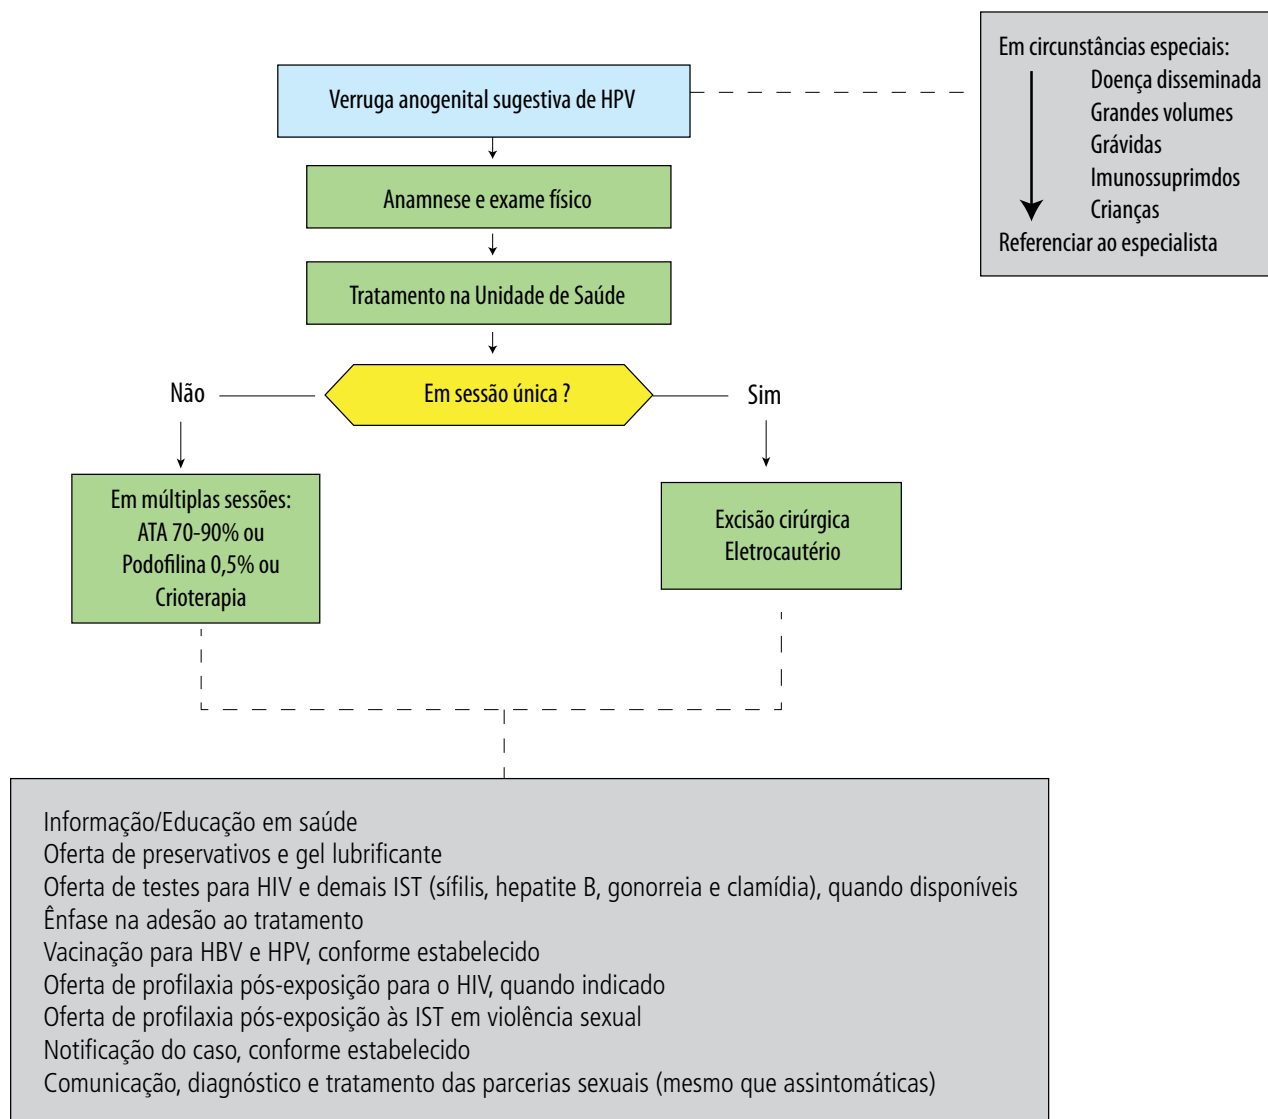 Em circunstâncias especiais:
Doença disseminada
Grandes volumes
Grávidas
Imunossuprimdos
Crianças
Referenciar ao especialista
Verruga anogenital sugestiva de HPV
Anamnese e exame físico
Tratamento na Unidade de Saúde
Em sessão única ?
Não
Sim
Em múltiplas sessões:
ATA 70-90% ou
Podofilina 0,5% ou
Crioterapia
Excisão cirúrgica
Eletrocautério
Informação/Educação em saúde
Oferta de preservativos e gel lubrificante
Oferta de testes para HIV e demais IST (sífilis, hepatite B, gonorreia e clamídia), quando disponíveis
Ênfase na adesão ao tratamento
Vacinação para HBV e HPV, conforme estabelecido
Oferta de profilaxia pós-exposição para o HIV, quando indicado
Oferta de profilaxia pós-exposição às IST em violência sexual
Notificação do caso, conforme estabelecido
Comunicação, diagnóstico e tratamento das parcerias sexuais (mesmo que assintomáticas)